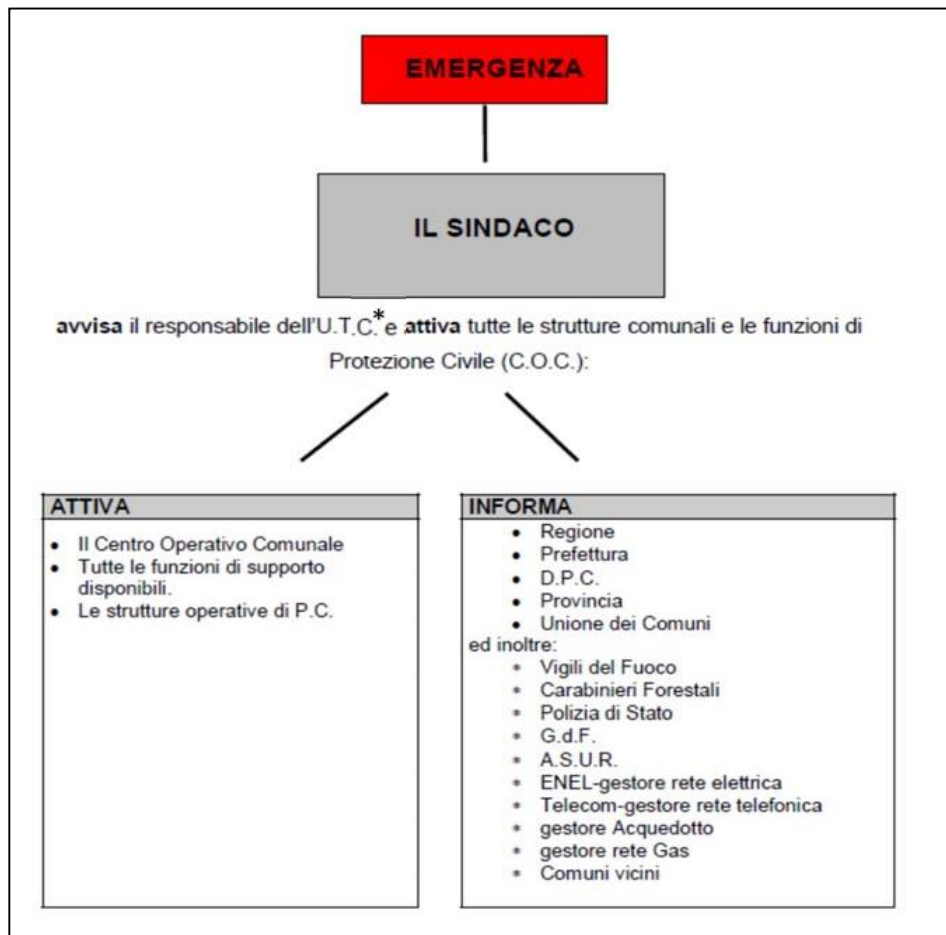 EMERGENZA
IL SINDACO
avvisa il responsabile dell'U.T.C.* e attiva tutte le strutture comunali e le funzioni di
Protezione Civile (C.O.C.):
ATTIVA
• Il Centro Operativo Comunale
• Tutte le funzioni di supporto
disponibili.
• Le strutture operative di P.C.
INFORMA
• Regione
• Prefettura
• D.P.C.
• Provincia
• Unione dei Comuni
ed inoltre:
* Vigili del Fuoco
* Carabinieri Forestali
* Polizia di Stato
* G.d.F.
* A.S.U.R.
* ENEL-gestore rete elettrica
* Telecom-gestore rete telefonica
* gestore Acquedotto
* gestore rete Gas
* Comuni vicini